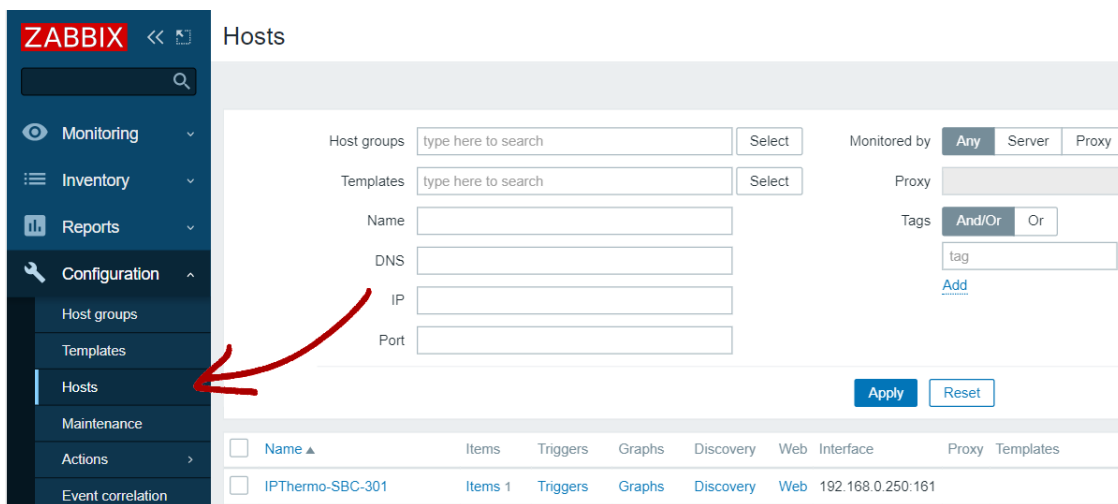 ZABBIX
Hosts
Monitoring
Inventory
Reports
Configuration
Host groups
Templates
Hosts
Maintenance
Actions
Event correlation
Host groups type here to search Select Monitored by Any Server Proxy
Templates type here to search Select Proxy
Name Tags And/Or Or
DNS tag
Add
IP
Port
Apply Reset
Name Items Triggers Graphs Discovery Web Interface Proxy Templates
IPThermo-SBC-301 Items 1 Triggers Graphs Discovery Web 192.168.0.250:161